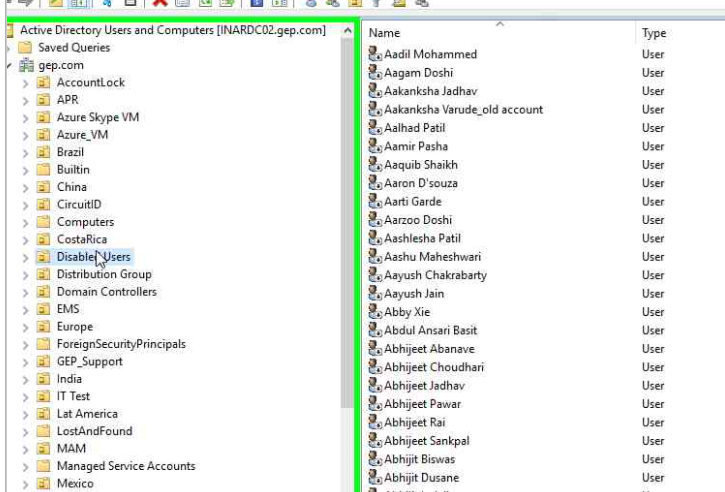 Active Directory Users and Computers [INARDC02.gep.com]
Saved Queries
gep.com
AccountLock
APR
Azure Skype VM
Azure_VM
Brazil
Builtin
China
CircuitID
Computers
CostaRica
Disabled Users
Distribution Group
Domain Controllers
EMS
Europe
ForeignSecurityPrincipals
GEP_Support
India
IT Test
Lat America
LostAndFound
MAM
Managed Service Accounts
Mexico
Name Type
Aadil Mohammed User
Aagam Doshi User
Aakanksha Jadhav User
Aakanksha Varude_old account User
Aalhad Patil User
Aamir Pasha User
Aaquib Shaikh User
Aaron D'souza User
Aarti Garde User
Aarzoo Doshi User
Aashlesha Patil User
Aashu Maheshwari User
Aayush Chakrabarty User
Aayush Jain User
Abby Xie User
Abdul Ansari Basit User
Abhijeet Abanave User
Abhijeet Choudhari User
Abhijeet Jadhav User
Abhijeet Pawar User
Abhijeet Rai User
Abhijeet Sankpal User
Abhijit Biswas User
Abhijit Dusane User